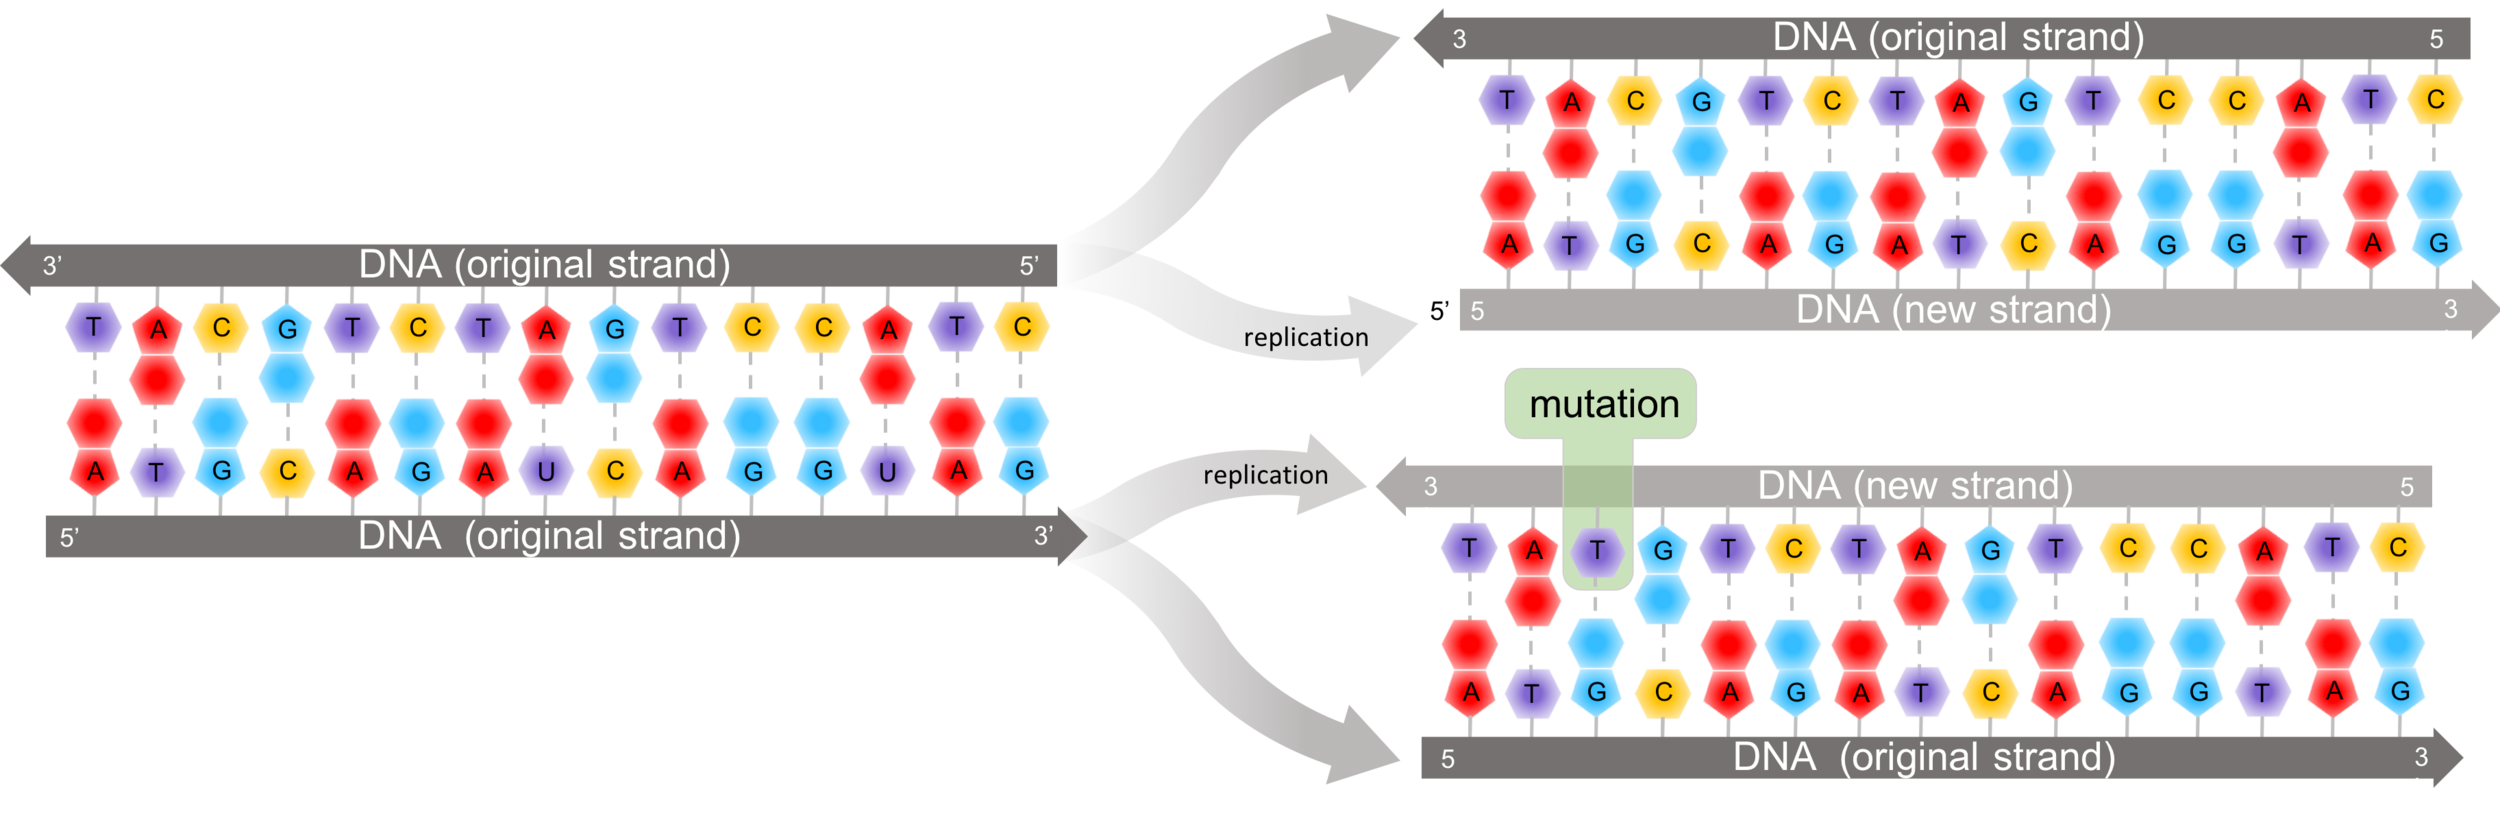 3’ DNA (original strand) 5’
T A C G T C T A G T C C A T C
A T G C A G A U C A G G U A G
5’ DNA (original strand) 3’
replication
replication
3 DNA (original strand) 5
T A C G T C T A G T C C A T C
A T G C A G A T C A G G T A G
5’ 5 DNA (new strand) 3
mutation
3 DNA (new strand) 5
T A T G T C T A G T C C A T C
A T G C A G A T C A G G T A G
5 DNA (original strand) 3